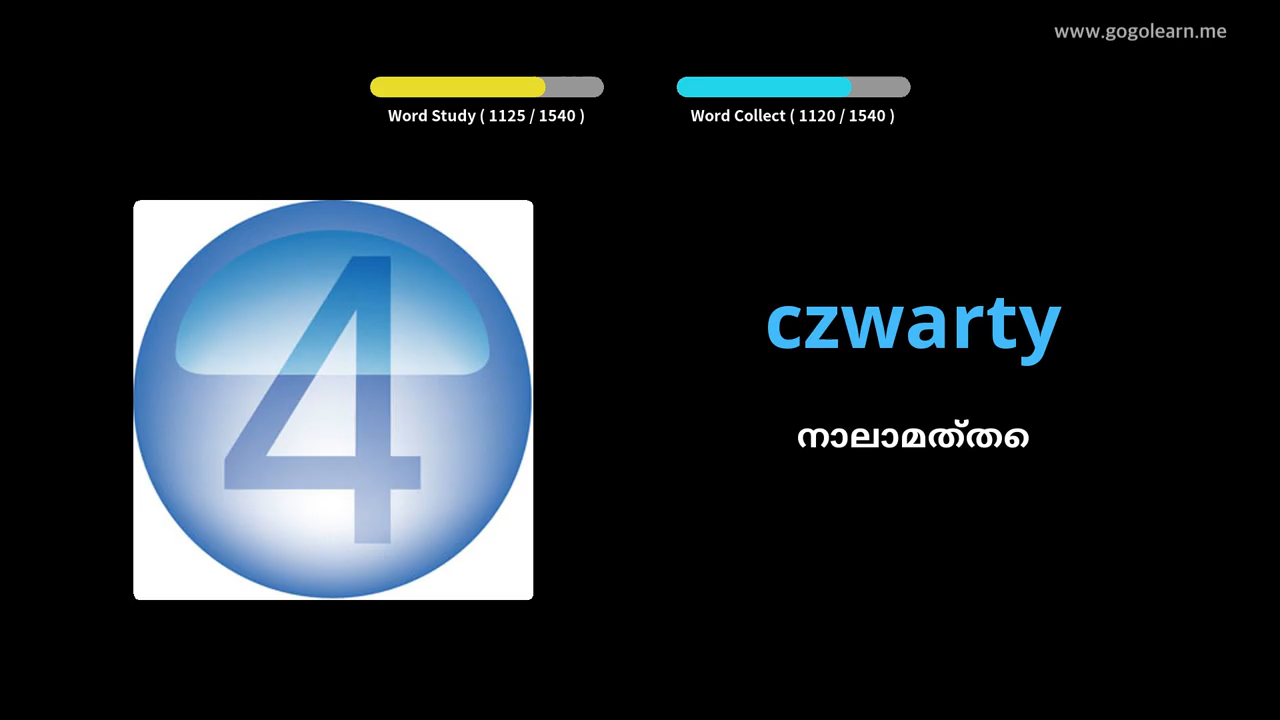 www.gogolearn.me
Word Study ( 1125 / 1540 )
Word Collect ( 1120 / 1540 )
4
czwarty
നാലാമത്തെ